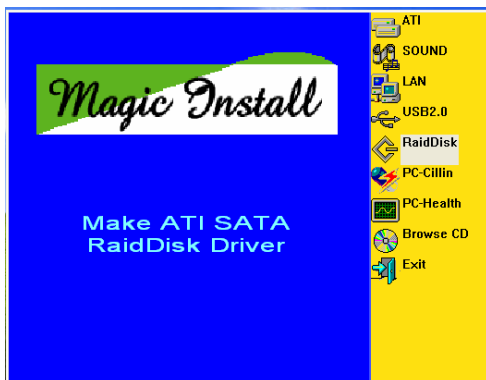 Magic Install
Make ATI SATA
RaidDisk Driver
ATI
SOUND
LAN
USB2.0
RaidDisk
PC-Cillin
PC-Health
Browse CD
Exit